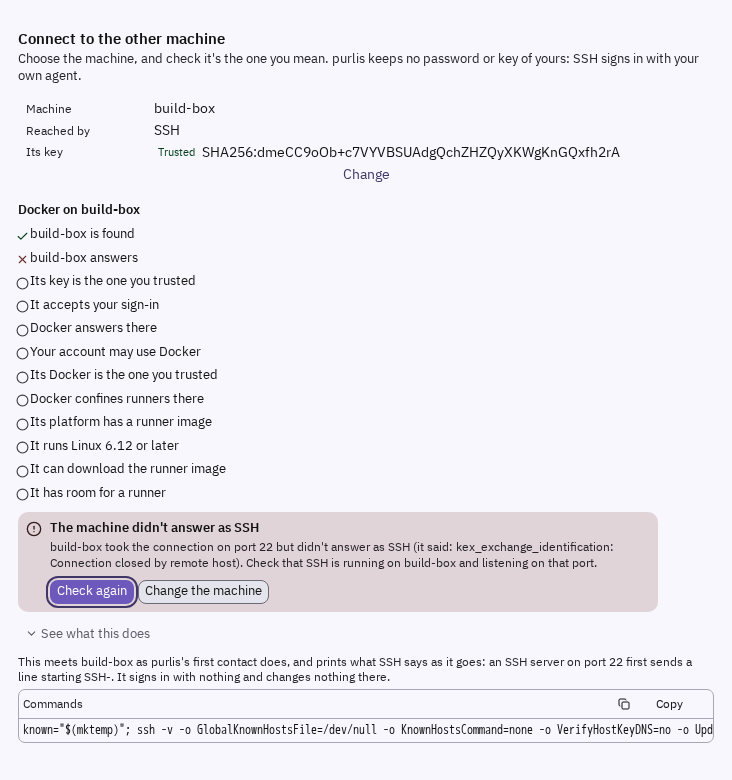 Connect to the other machine
Choose the machine, and check it's the one you mean. purlis keeps no password or key of yours: SSH signs in with your
own agent.
Machine build-box
Reached by SSH
Its key Trusted SHA256:dmeCC9oOb+c7VYVBSUAdgQchZHZQyXKWgKnGQxfh2rA
Change
Docker on build-box
build-box is found
build-box answers
Its key is the one you trusted
It accepts your sign-in
Docker answers there
Your account may use Docker
Its Docker is the one you trusted
Docker confines runners there
Its platform has a runner image
It runs Linux 6.12 or later
It can download the runner image
It has room for a runner
The machine didn't answer as SSH
build-box took the connection on port 22 but didn't answer as SSH (it said: kex_exchange_identification:
Connection closed by remote host). Check that SSH is running on build-box and listening on that port.
Check again Change the machine
See what this does
This meets build-box as purlis's first contact does, and prints what SSH says as it goes: an SSH server on port 22 first sends a
line starting SSH-. It signs in with nothing and changes nothing there.
Commands Copy
known="$(mktemp)"; ssh -v -o GlobalKnownHostsFile=/dev/null -o KnownHostsCommand=none -o VerifyHostKeyDNS=no -o Upd